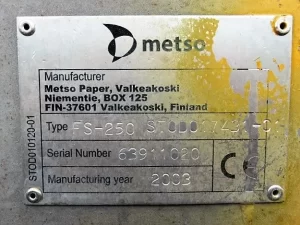 metso
Manufacturer
Metso Paper, Valkeakoski
Niementie, BOX 125
FIN-37601 Valkeakoski, Finland
Type FS-250
Serial Number 63911020
Manufacturing year 2003
CE
STOD010120-01